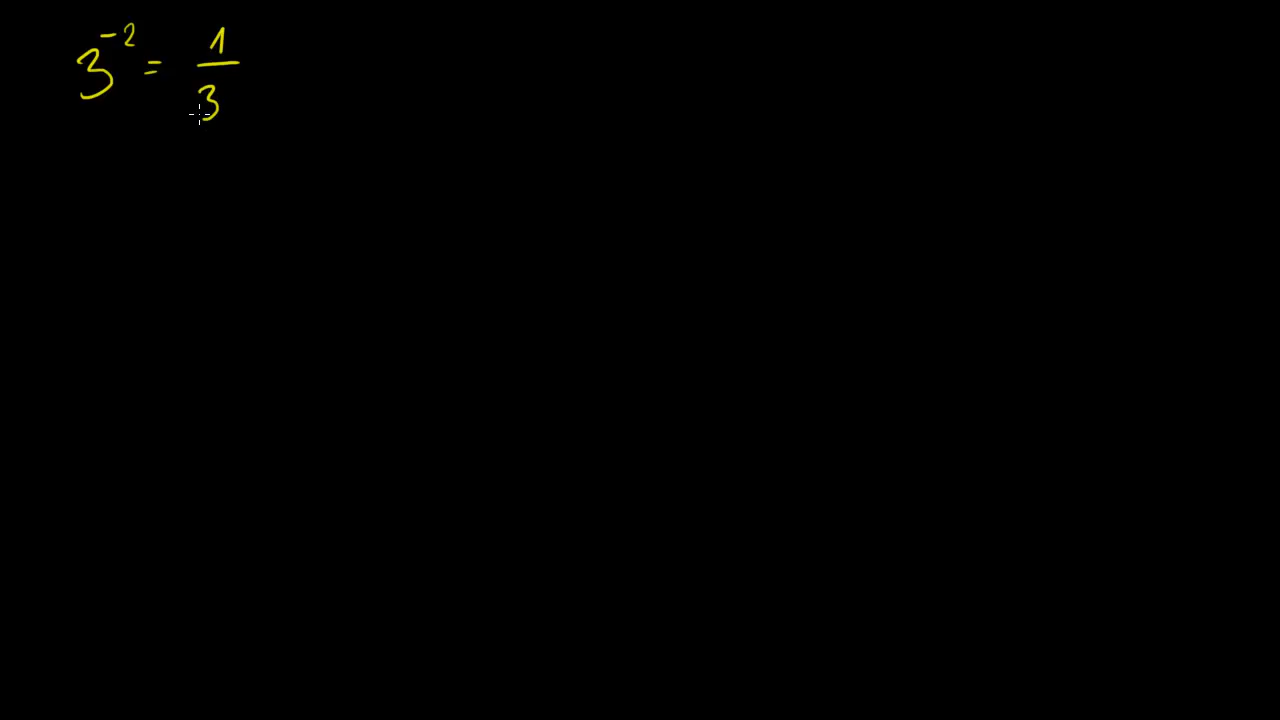 3⁻² = 1/3